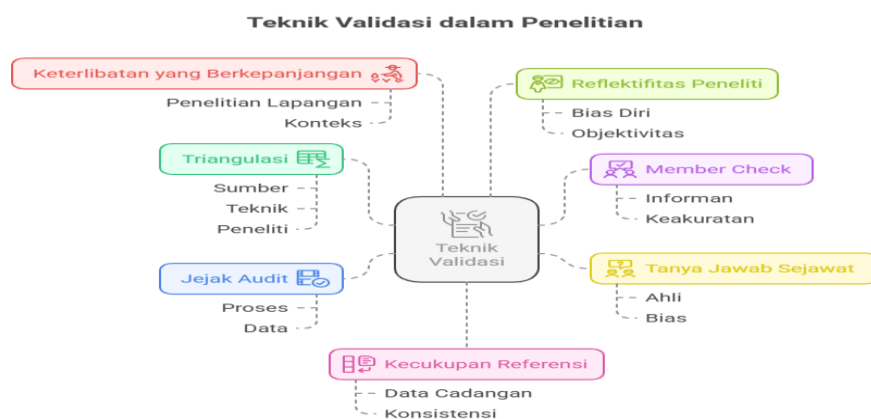 Teknik Validasi dalam Penelitian
Keterlibatan yang Berkepanjangan
Penelitian Lapangan
Konteks
Triangulasi
Sumber
Teknik
Peneliti
Jejak Audit
Proses
Data
Teknik
Validasi
Reflektifitas Peneliti
Bias Diri
Objektivitas
Member Check
Informan
Keakuratan
Tanya Jawab Sejawat
Ahli
Bias
Kecukupan Referensi
Data Cadangan
Konsistensi